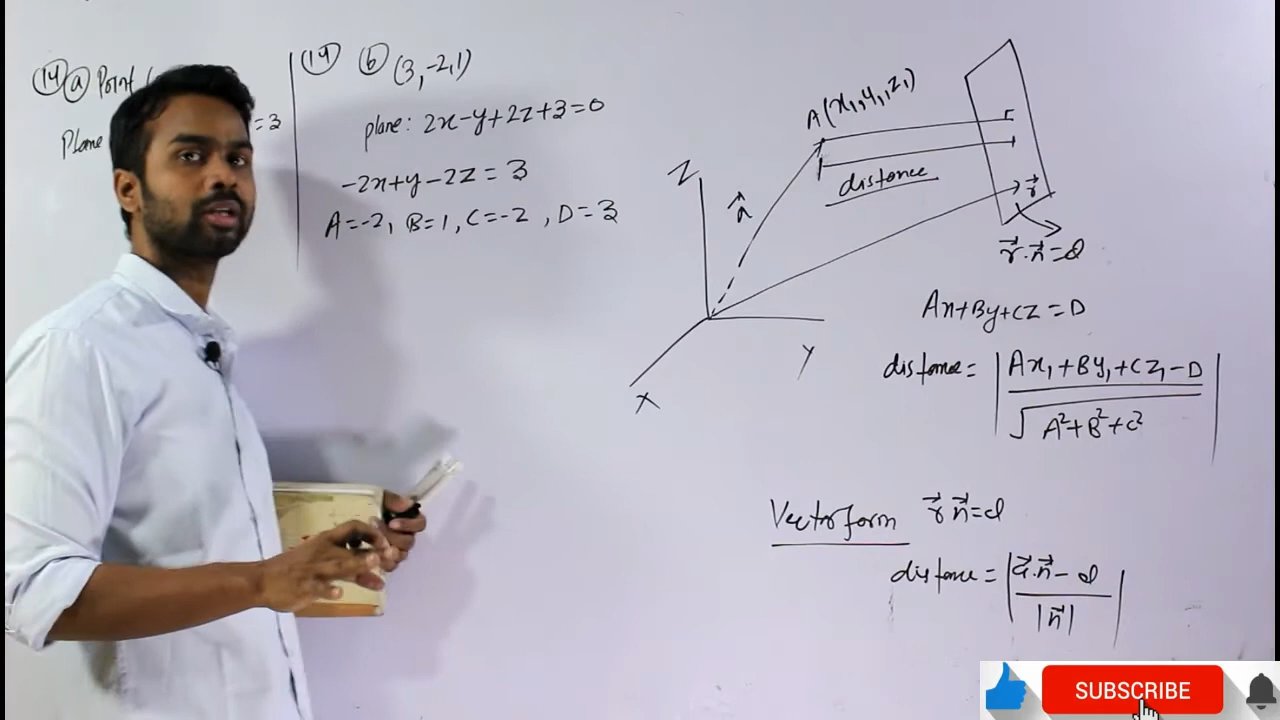 14 a Point (
Plane = 3
14 b (3, -2, 1)
plane: 2x-y+2z+3=0
-2x+y-2z = 3
A=-2, B=1, C=-2, D=3
Z
X
Y
A(x₁, y₁, z₁)
a⃗
distance
r⃗
r⃗.n⃗=d
Ax+By+Cz=D
distance = | Ax₁+By₁+Cz₁-D |
√A²+B²+C²
Vector form r⃗ n⃗=d
distance = | a⃗.n⃗ - d |
|n⃗|
SUBSCRIBE